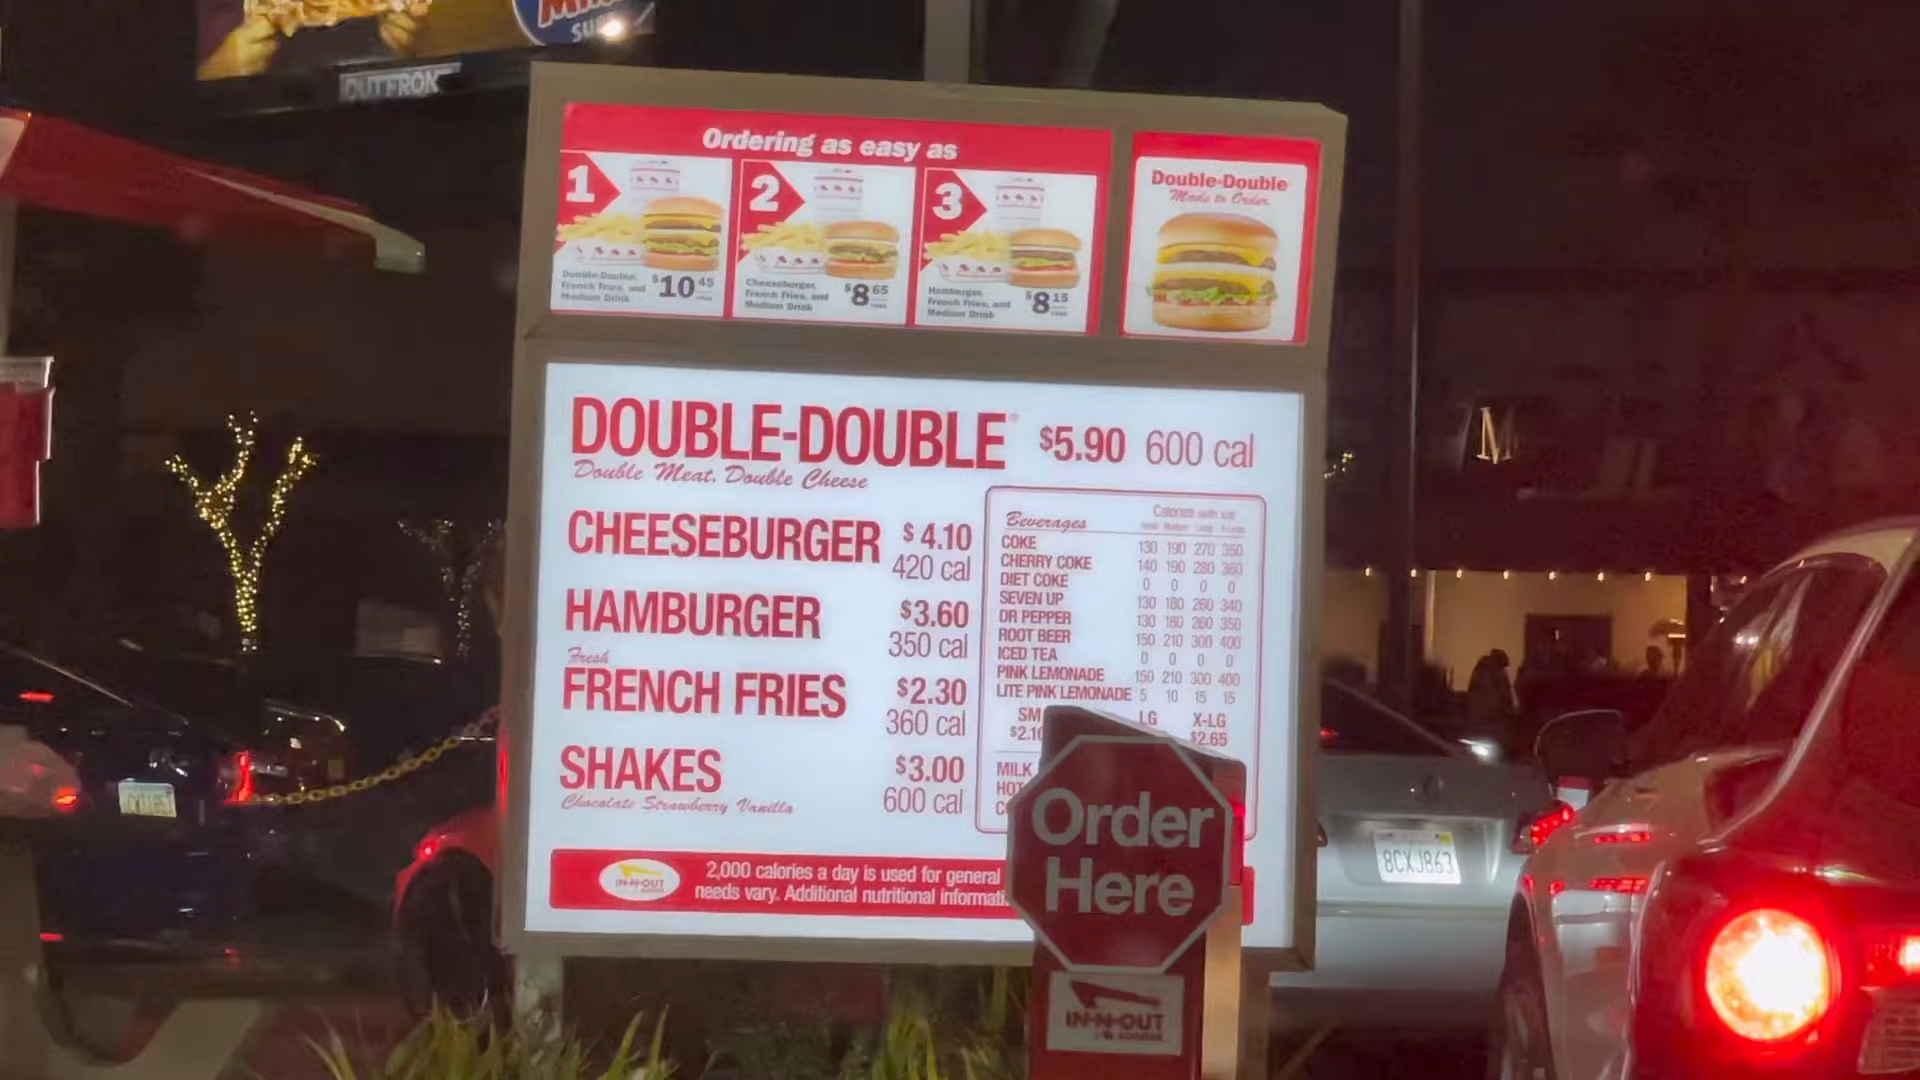 OUTFRONT
Ordering as easy as
1
Double-Double,
French Fries, and
Medium Drink
$10 45
2
Cheeseburger,
French Fries, and
Medium Drink
$8 65
3
Hamburger,
French Fries, and
Medium Drink
$8 15
Double-Double
Made to Order
DOUBLE-DOUBLE® $5.90 600 cal
Double Meat. Double Cheese
CHEESEBURGER $4.10
420 cal
HAMBURGER $3.60
350 cal
Fresh
FRENCH FRIES $2.30
360 cal
SHAKES $3.00
Chocolate Strawberry Vanilla 600 cal
Beverages
Calories
COKE 130 190 270 350
CHERRY COKE 140 190 280 360
DIET COKE 0 0 0 0
SEVEN UP 130 180 260 340
DR PEPPER 130 180 260 350
ROOT BEER 150 210 300 400
ICED TEA 0 0 0 0
PINK LEMONADE 150 210 300 400
LITE PINK LEMONADE 5 10 15 15
SM LG X-LG
$2.10 $2.65
MILK
HOT
IN-N-OUT
2,000 calories a day is used for general
needs vary. Additional nutritional informati
Order
Here
IN-N-OUT
BURGER
M
8CXJ863